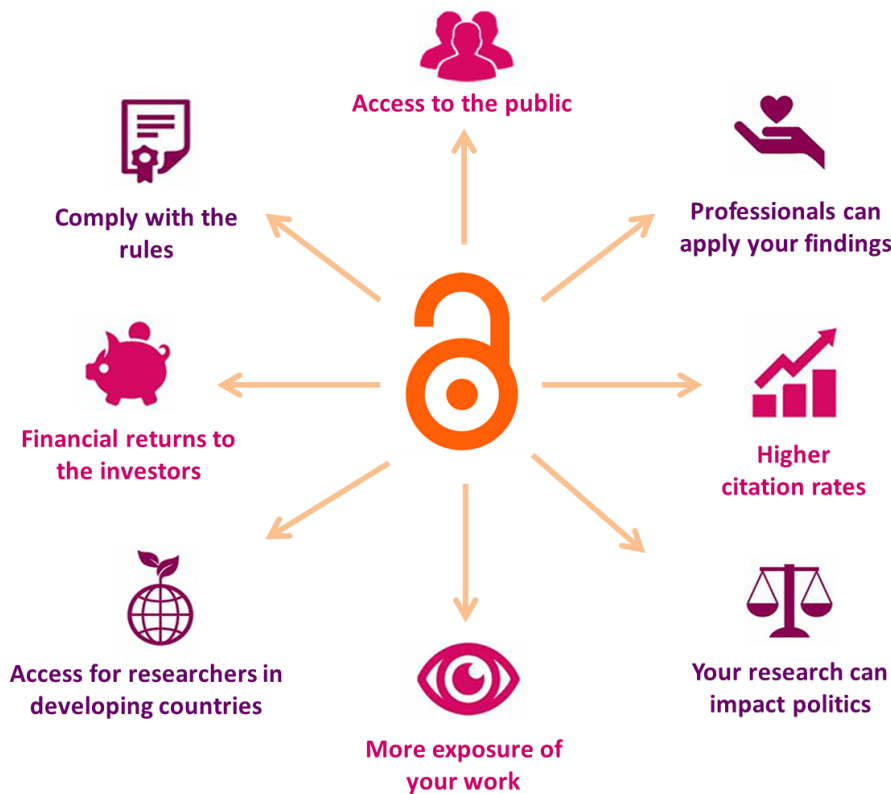 Access to the public
Comply with the
rules
Professionals can
apply your findings
Financial returns to
the investors
Higher
citation rates
Access for researchers in
developing countries
Your research can
impact politics
More exposure of
your work